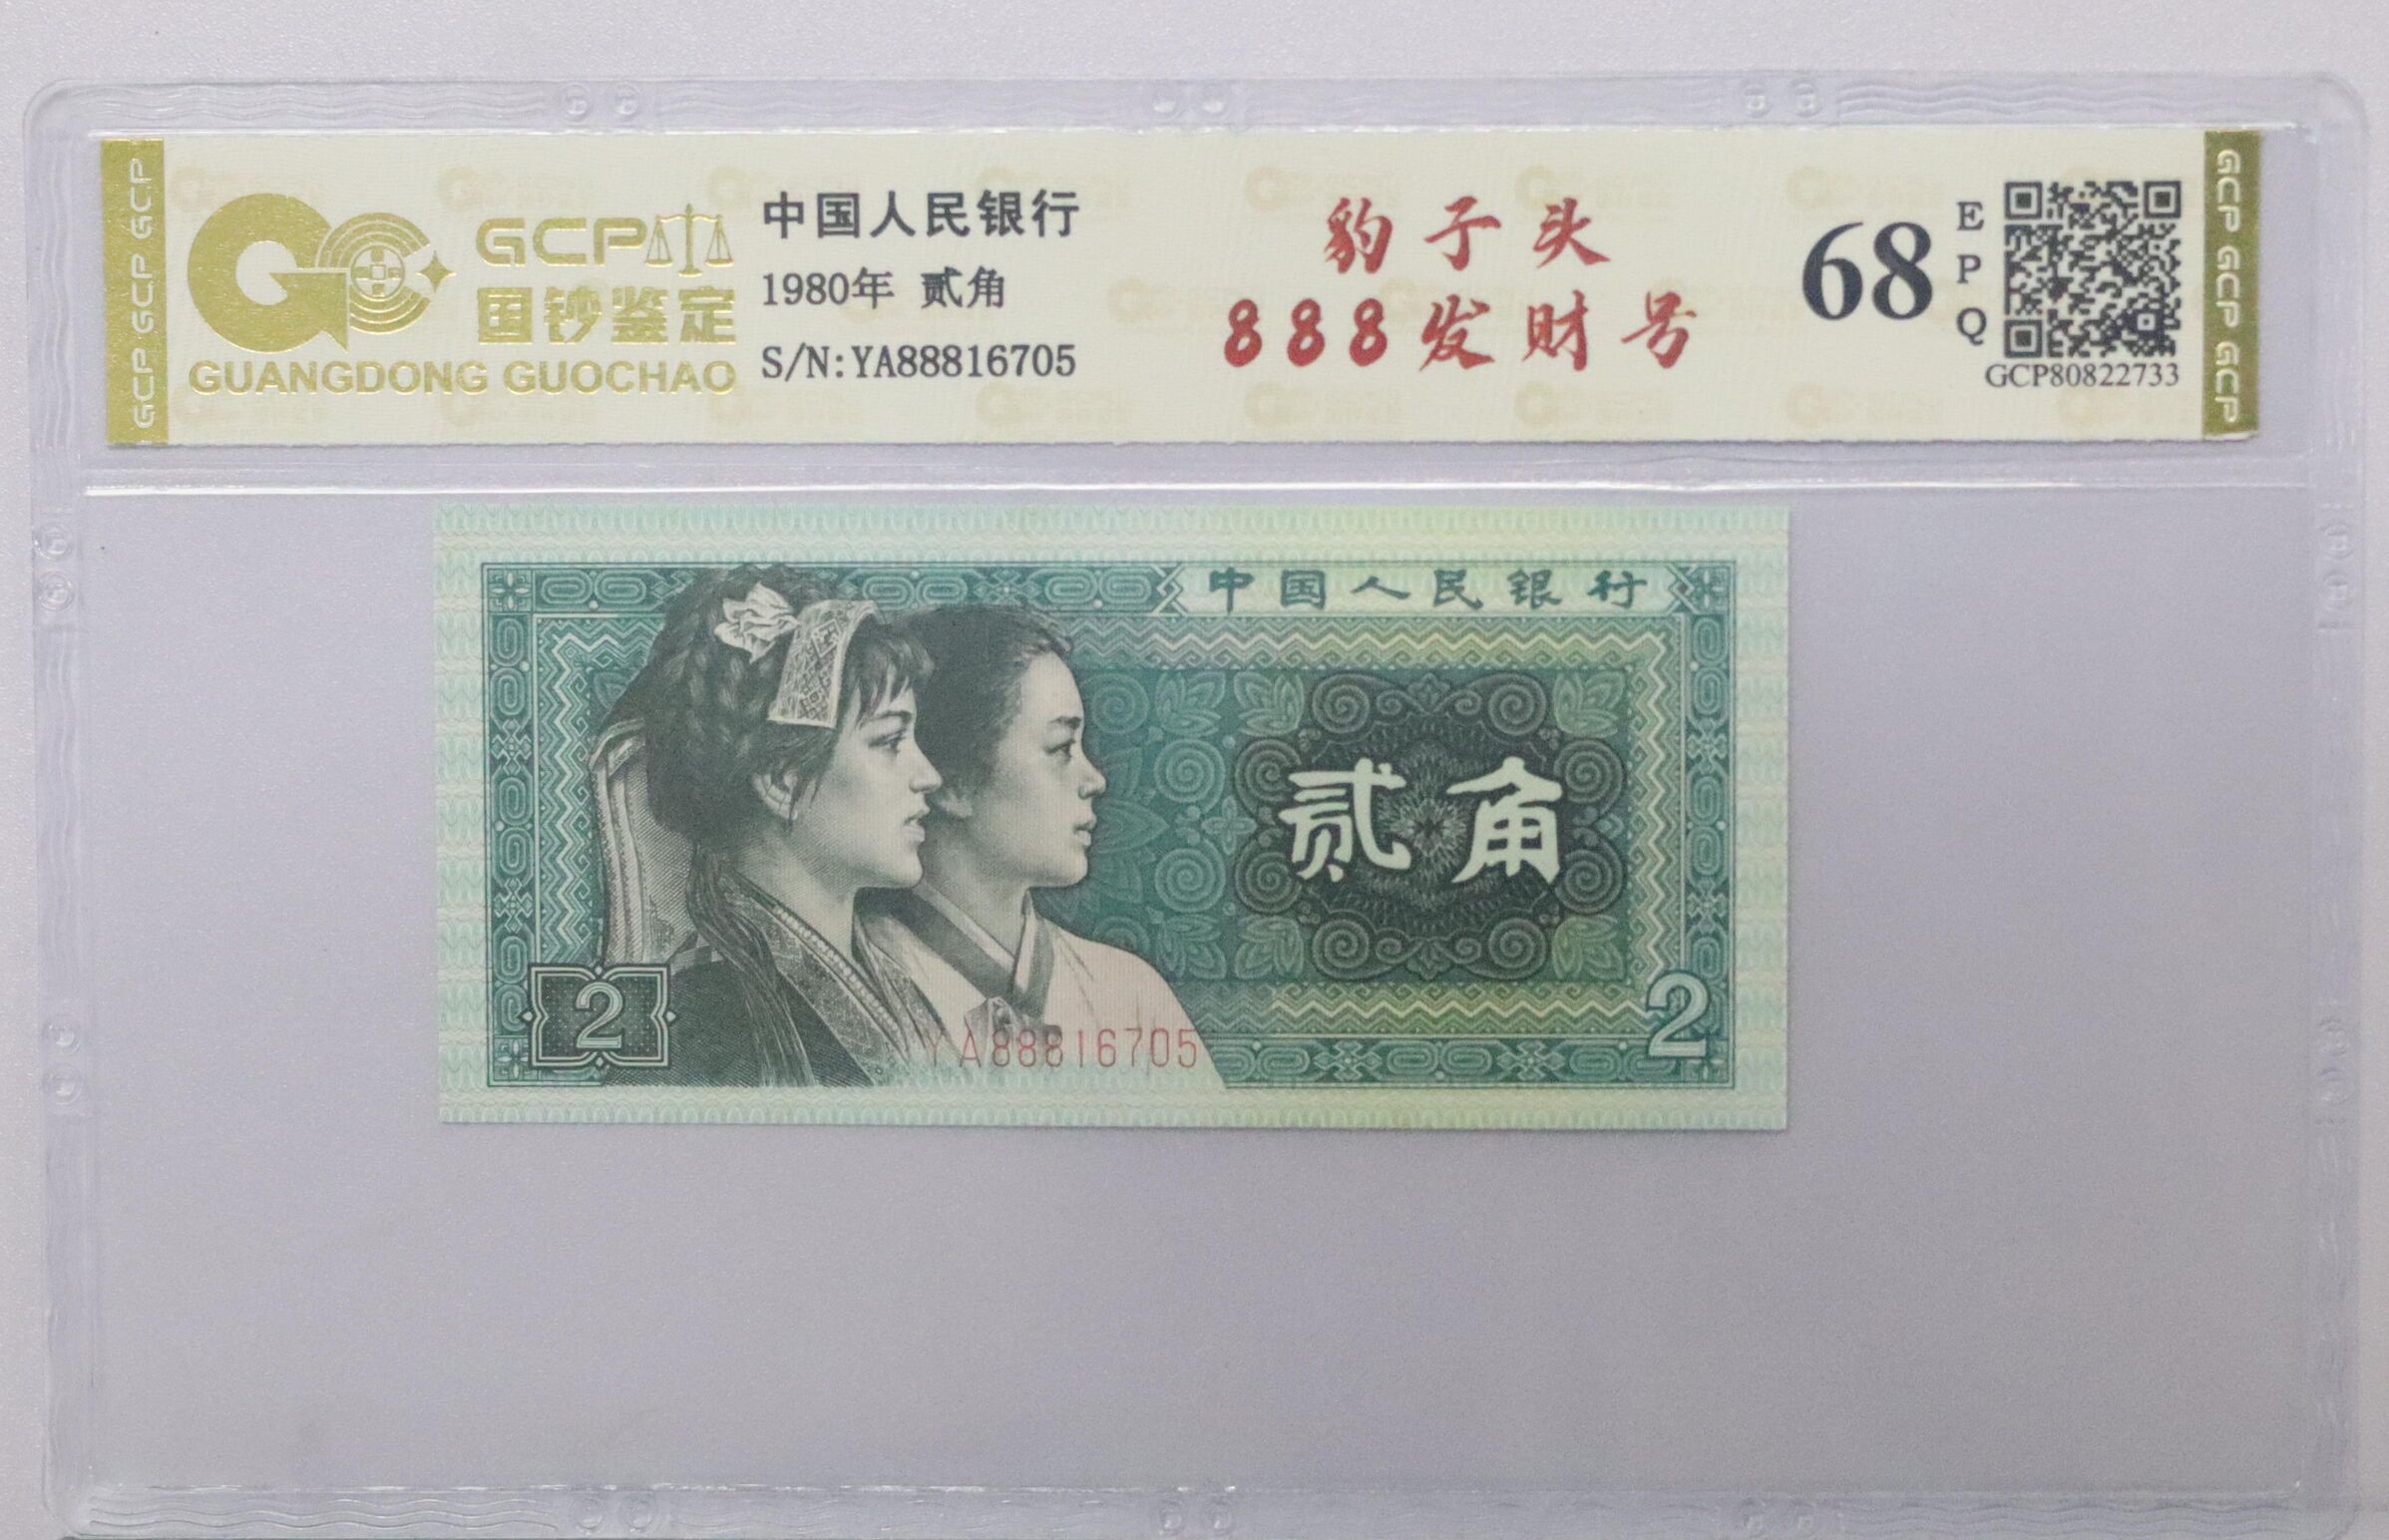 GCP GCP GCP
GCP
国钞鉴定
GUANGDONG GUOCHAO
中国人民银行
1980年 贰角
S/N:YA88816705
豹子头
888发财号
68
EPQ
GCP80822733
GCP GCP GCP
中国人民银行
贰角
2
YA88816705
2